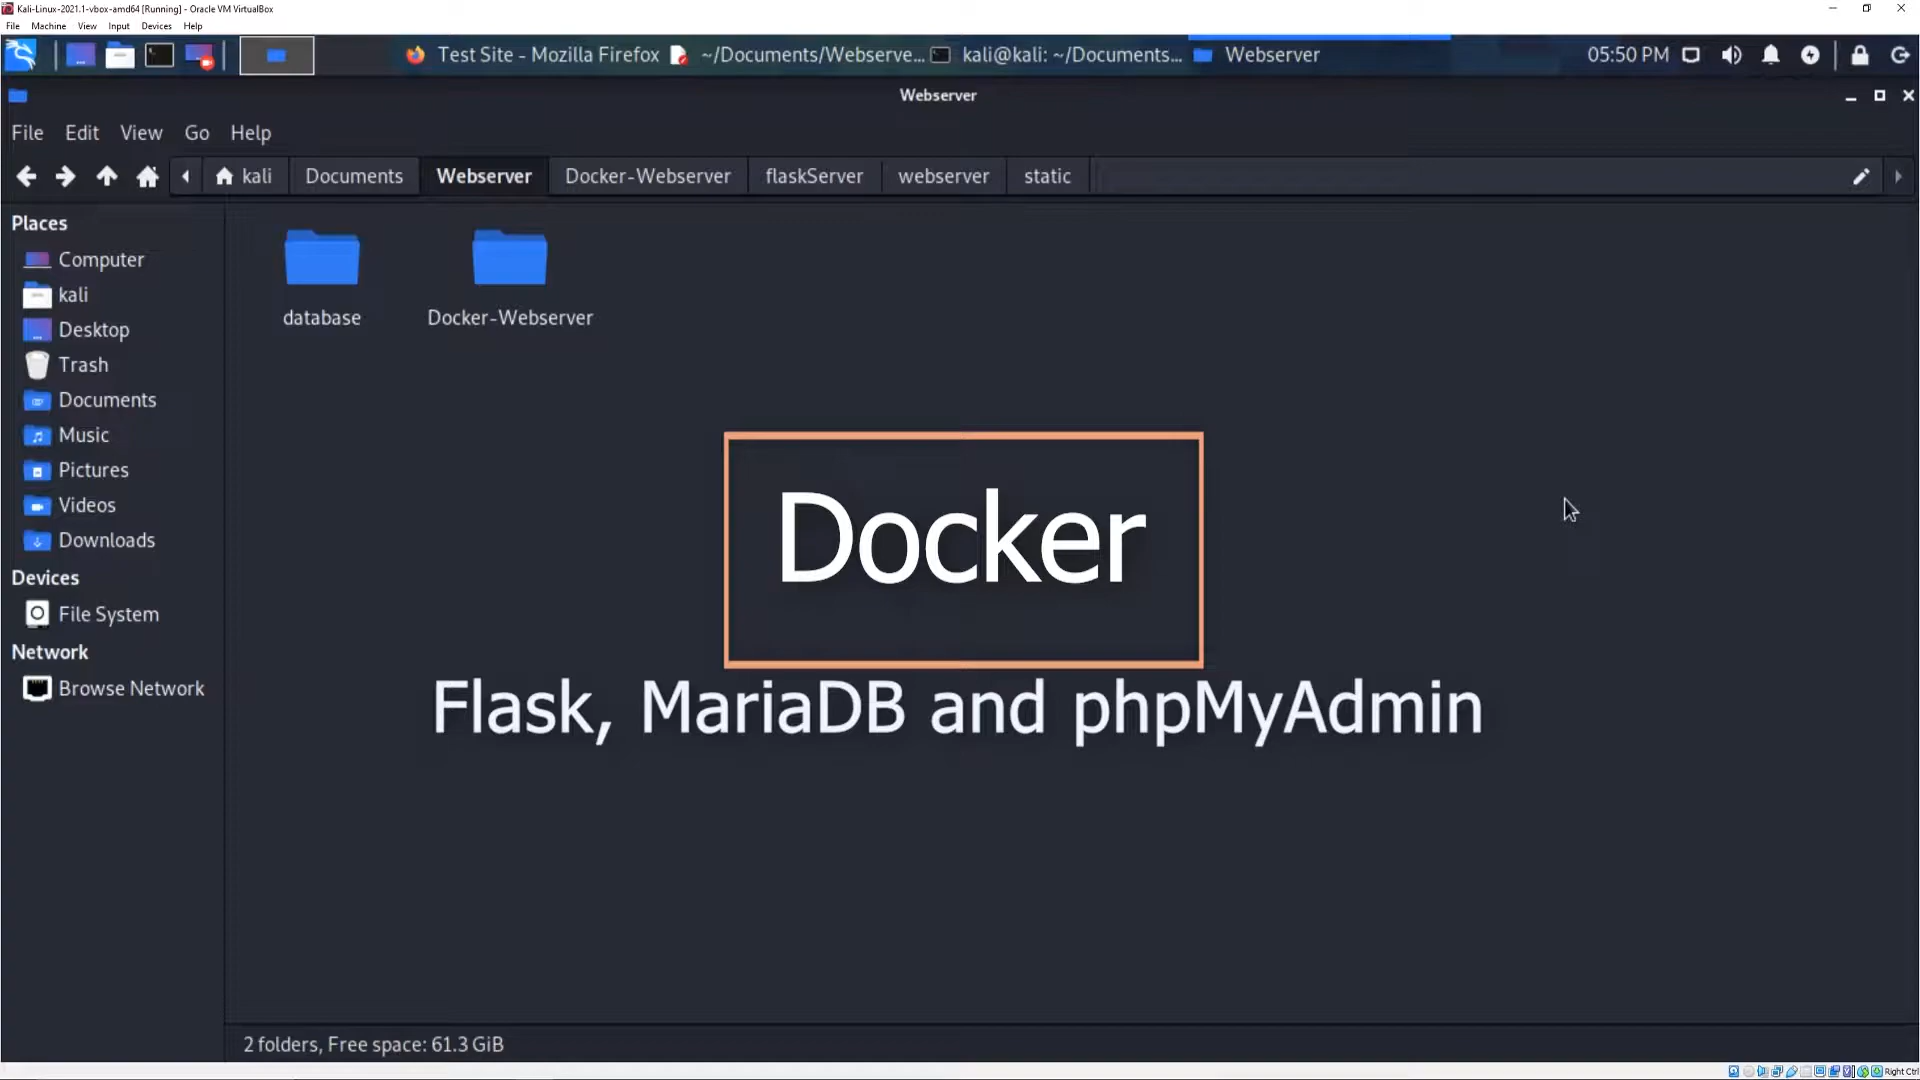 Kali-Linux-2021.1-vbox-amd64 [Running] - Oracle VM VirtualBox
File Machine View Input Devices Help
Test Site - Mozilla Firefox ~/Documents/Webserve... kali@kali: ~/Documents... Webserver 05:50 PM
Webserver
File Edit View Go Help
kali Documents Webserver Docker-Webserver flaskServer webserver static
Places
Computer
kali
Desktop
Trash
Documents
Music
Pictures
Videos
Downloads
Devices
File System
Network
Browse Network
database Docker-Webserver
Docker
Flask, MariaDB and phpMyAdmin
2 folders, Free space: 61.3 GiB
Right Ctrl